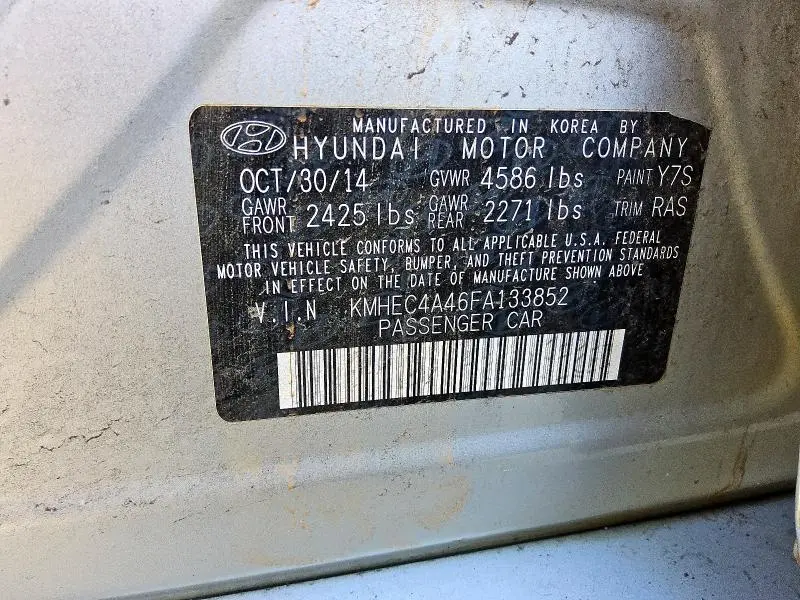 MANUFACTURED IN KOREA BY
HYUNDAI MOTOR COMPANY
OCT/30/14 GVWR 4586 lbs PAINT Y7S
GAWR FRONT 2425 lbs GAWR REAR 2271 lbs TRIM RAS
THIS VEHICLE CONFORMS TO ALL APPLICABLE U.S.A. FEDERAL
MOTOR VEHICLE SAFETY, BUMPER, AND THEFT PREVENTION STANDARDS
IN EFFECT ON THE DATE OF MANUFACTURE SHOWN ABOVE
V.I.N KMHEC4A46FA133852
PASSENGER CAR